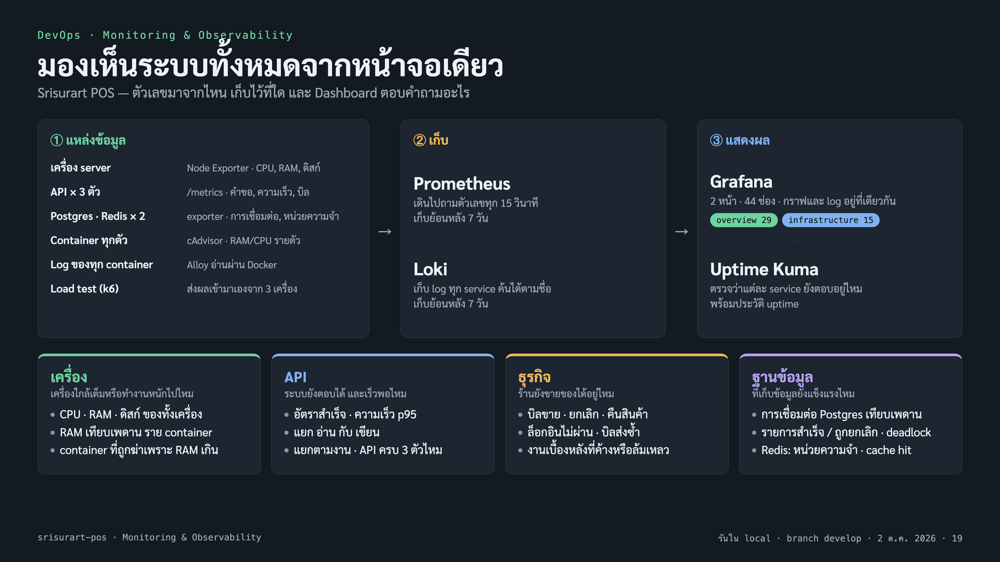 DevOps · Monitoring & Observability
มองเห็นระบบทั้งหมดจากหน้าจอเดียว
Srisurart POS — ตัวเลขมาจากไหน เก็บไว้ที่ใด และ Dashboard ตอบคำถามอะไร
① แหล่งข้อมูล
เครื่อง server Node Exporter · CPU, RAM, ดิสก์
API × 3 ตัว /metrics · คำขอ, ความเร็ว, บิล
Postgres · Redis × 2 exporter · การเชื่อมต่อ, หน่วยความจำ
Container ทุกตัว cAdvisor · RAM/CPU รายตัว
Log ของทุก container Alloy อ่านผ่าน Docker
Load test (k6) ส่งผลเข้ามาเองจาก 3 เครื่อง
→
② เก็บ
Prometheus
เดินไปถามตัวเลขทุก 15 วินาที
เก็บย้อนหลัง 7 วัน
Loki
เก็บ log ทุก service ค้นได้ตามชื่อ
เก็บย้อนหลัง 7 วัน
→
③ แสดงผล
Grafana
2 หน้า · 44 ช่อง · กราฟและ log อยู่ที่เดียวกัน
overview 29 infrastructure 15
Uptime Kuma
ตรวจว่าแต่ละ service ยังตอบอยู่ไหม
พร้อมประวัติ uptime
เครื่อง
เครื่องใกล้เต็มหรือทำงานหนักไปไหม
• CPU · RAM · ดิสก์ ของทั้งเครื่อง
• RAM เทียบเพดาน ราย container
• container ที่ถูกฆ่าเพราะ RAM เกิน
API
ระบบยังตอบได้ และเร็วพอไหม
• อัตราสำเร็จ · ความเร็ว p95
• แยก อ่าน กับ เขียน
• แยกตามงาน · API ครบ 3 ตัวไหม
ธุรกิจ
ร้านยังขายของได้อยู่ไหม
• บิลขาย · ยกเลิก · คืนสินค้า
• ล็อกอินไม่ผ่าน · บิลส่งซ้ำ
• งานเบื้องหลังที่ค้างหรือล้มเหลว
ฐานข้อมูล
ที่เก็บข้อมูลยังแข็งแรงไหม
• การเชื่อมต่อ Postgres เทียบเพดาน
• รายการสำเร็จ / ถูกยกเลิก · deadlock
• Redis: หน่วยความจำ · cache hit
srisurart-pos · Monitoring & Observability
รันใน local · branch develop · 2 ต.ค. 2026 · 19